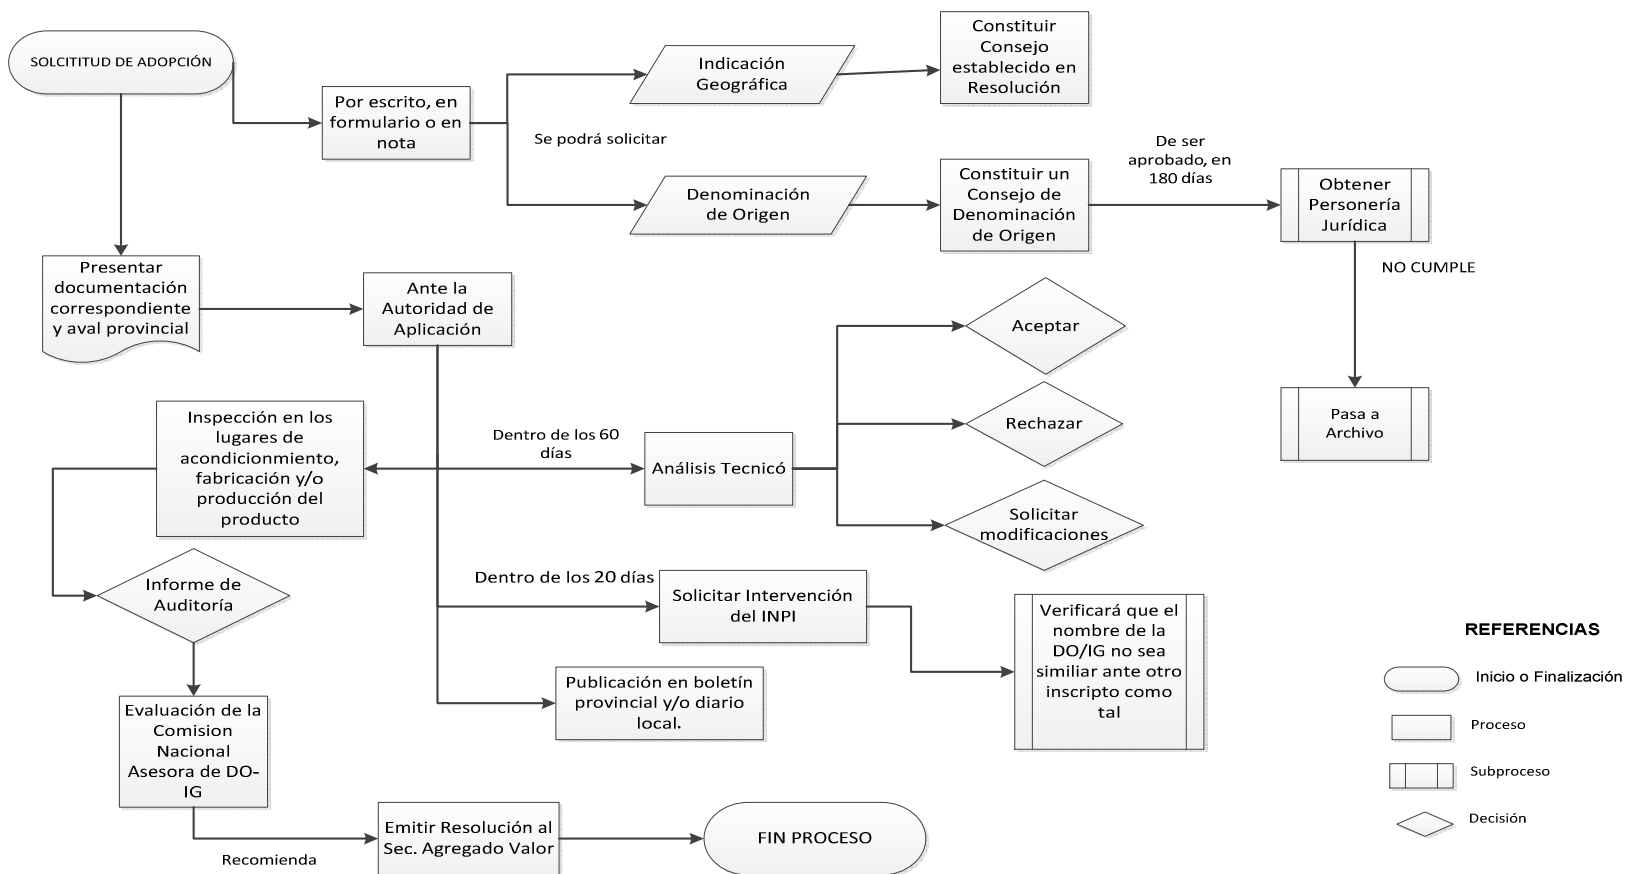 SOLCITITUD DE ADOPCIÓN
Por escrito, en
formulario o en
nota
Se podrá solicitar
Indicación
Geográfica
Constituir
Consejo
establecido en
Resolución
Denominación
de Origen
Constituir un
Consejo de
Denominación
de Origen
De ser
aprobado, en
180 días
Obtener
Personería
Jurídica
NO CUMPLE
Pasa a
Archivo
Presentar
documentación
correspondiente
y aval provincial
Ante la
Autoridad de
Aplicación
Inspección en los
lugares de
acondicionmiento,
fabricación y/o
producción del
producto
Dentro de los 60
días
Análisis Tecnicó
Aceptar
Rechazar
Solicitar
modificaciones
Informe de
Auditoría
Dentro de los 20 días
Solicitar Intervención
del INPI
Verificará que el
nombre de la
DO/IG no sea
similiar ante otro
inscripto como
tal
Publicación en boletín
provincial y/o diario
local.
Evaluación de la
Comision
Nacional
Asesora de DO-
IG
Recomienda
Emitir Resolución al
Sec. Agregado Valor
FIN PROCESO
REFERENCIAS
Inicio o Finalización
Proceso
Subproceso
Decisión